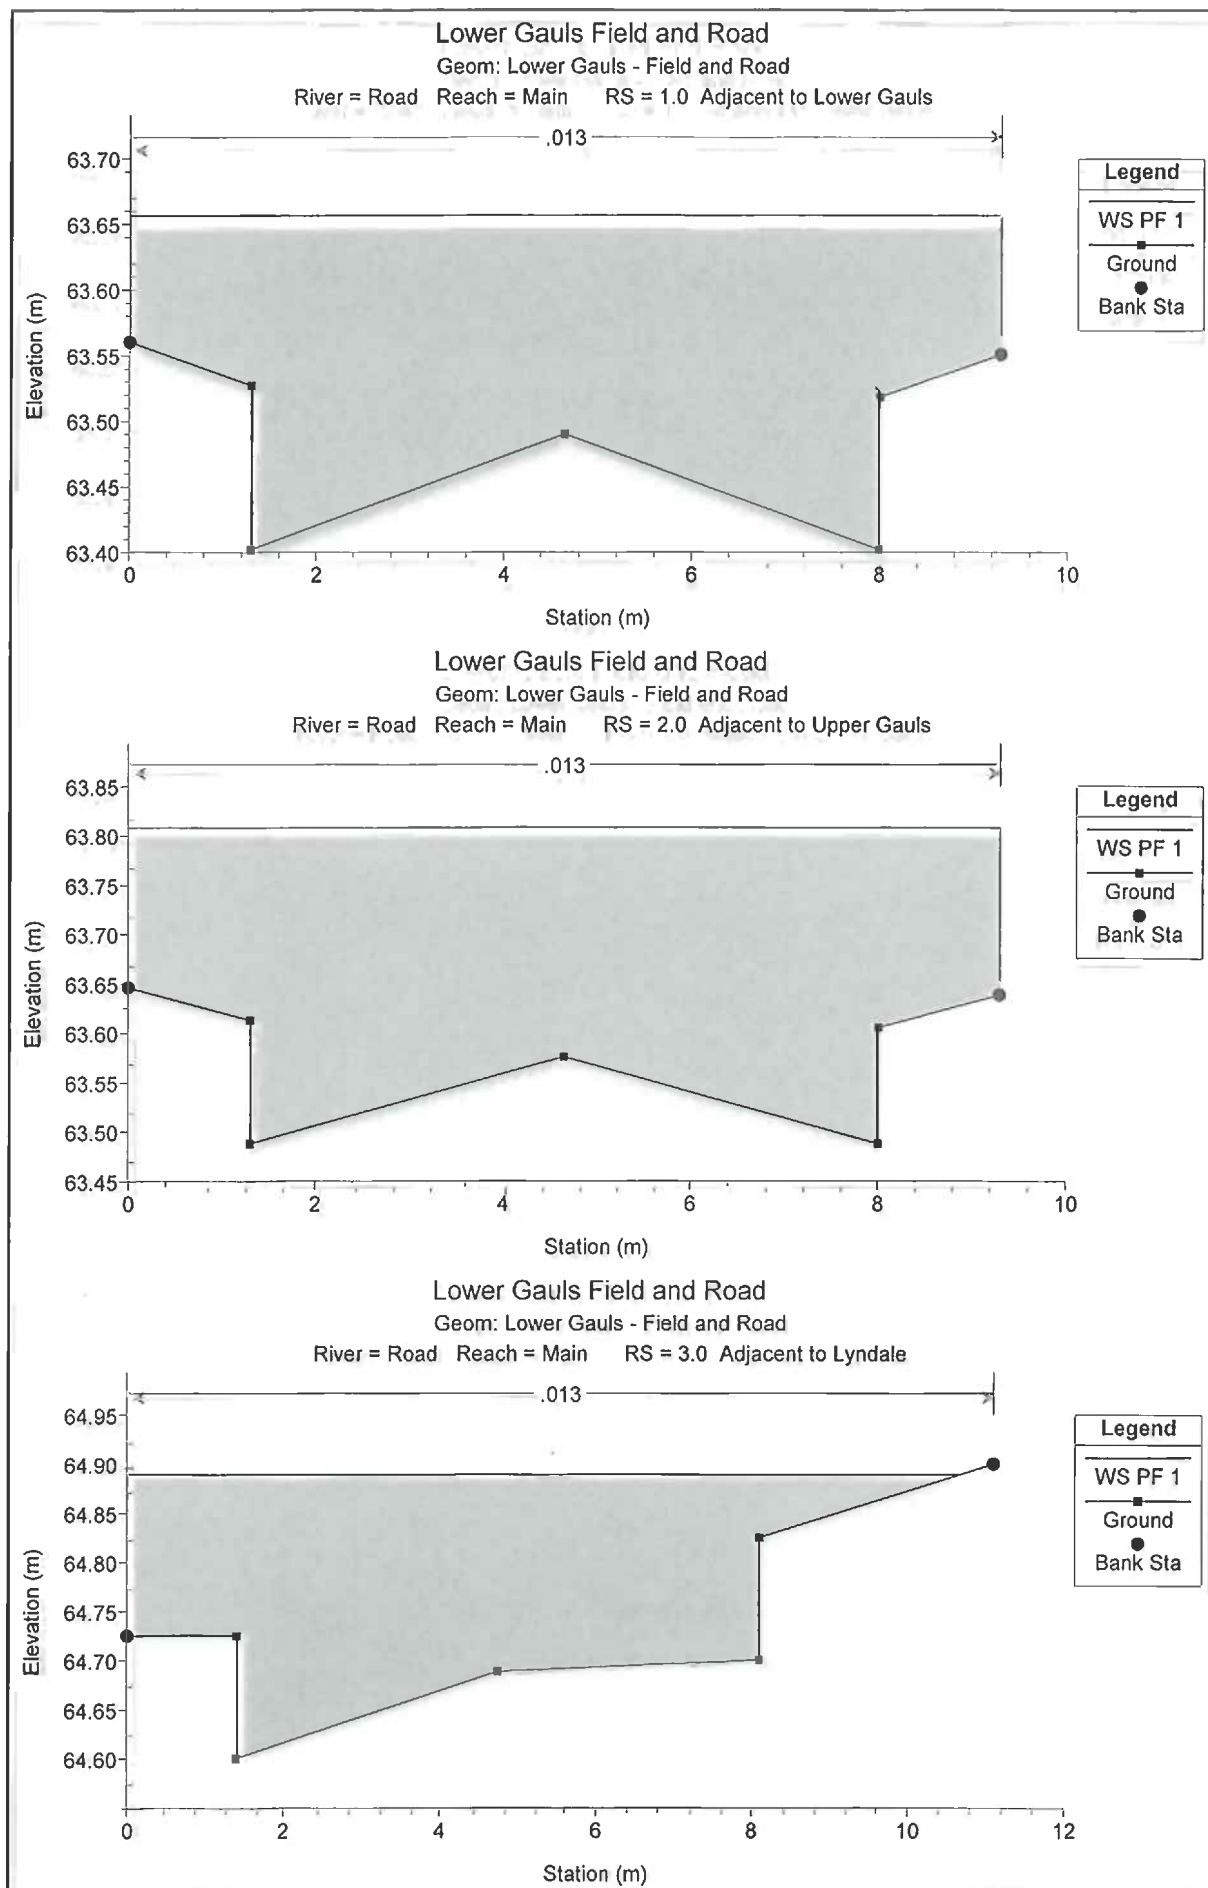 Lower Gauls Field and Road
Geom: Lower Gauls - Field and Road
River = Road Reach = Main RS = 1.0 Adjacent to Lower Gauls
.013
63.70
63.65
63.60
63.55
63.50
63.45
63.40
Elevation (m)
0 2 4 6 8 10
Station (m)
Legend
WS PF 1
Ground
Bank Sta
Lower Gauls Field and Road
Geom: Lower Gauls - Field and Road
River = Road Reach = Main RS = 2.0 Adjacent to Upper Gauls
.013
63.85
63.80
63.75
63.70
63.65
63.60
63.55
63.50
63.45
Elevation (m)
0 2 4 6 8 10
Station (m)
Legend
WS PF 1
Ground
Bank Sta
Lower Gauls Field and Road
Geom: Lower Gauls - Field and Road
River = Road Reach = Main RS = 3.0 Adjacent to Lyndale
.013
64.95
64.90
64.85
64.80
64.75
64.70
64.65
64.60
Elevation (m)
0 2 4 6 8 10 12
Station (m)
Legend
WS PF 1
Ground
Bank Sta